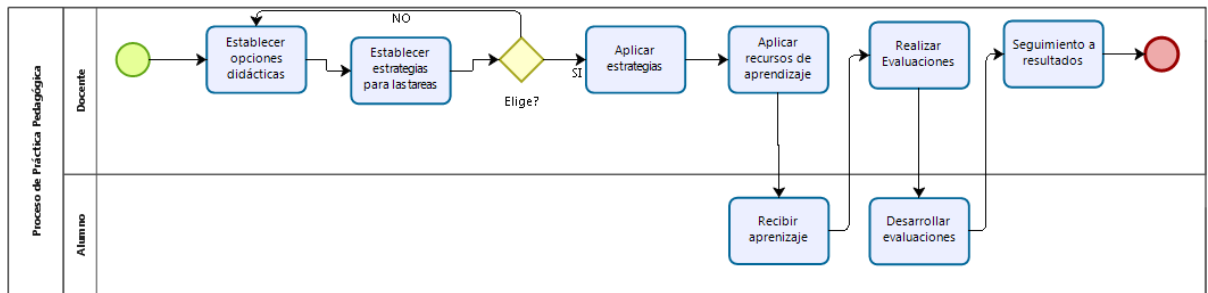 Proceso de Práctica Pedagógica
Docente
NO
Establecer
opciones
didácticas
Establecer
estrategias
para las tareas
Elige?
SI
Aplicar
estrategias
Aplicar
recursos de
aprendizaje
Realizar
Evaluaciones
Seguimiento a
resultados
Alumno
Recibir
aprenizaje
Desarrollar
evaluaciones